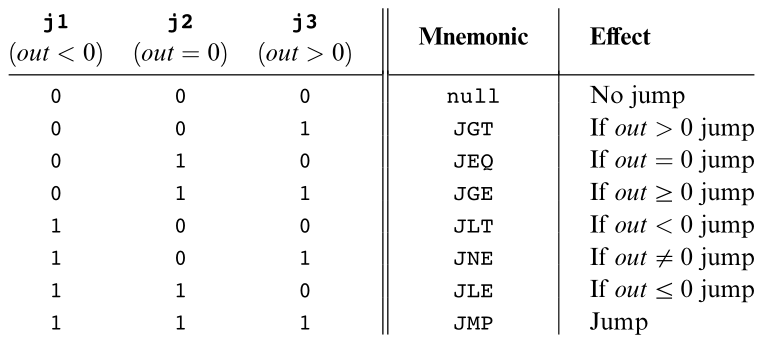 j1 j2 j3 Mnemonic Effect
(out < 0) (out = 0) (out > 0)
0 0 0 null No jump
0 0 1 JGT If out > 0 jump
0 1 0 JEQ If out = 0 jump
0 1 1 JGE If out ≥ 0 jump
1 0 0 JLT If out < 0 jump
1 0 1 JNE If out ≠ 0 jump
1 1 0 JLE If out ≤ 0 jump
1 1 1 JMP Jump